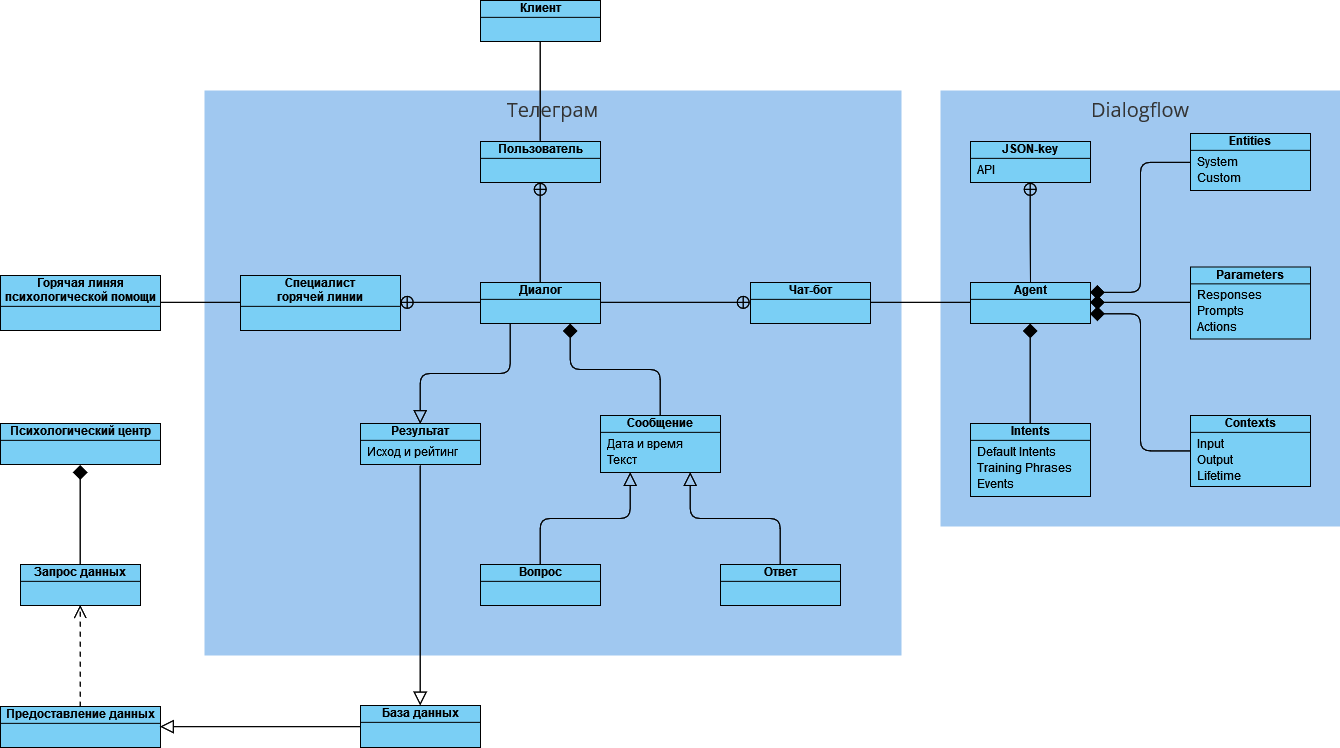 Клиент
Телеграм
Dialogflow
Пользователь
JSON-key
API
Entities
System
Custom
Горячая линия
психологической помощи
Специалист
горячей линии
Диалог
Чат-бот
Agent
Parameters
Responses
Prompts
Actions
Психологический центр
Результат
Исход и рейтинг
Сообщение
Дата и время
Текст
Intents
Default Intents
Training Phrases
Events
Contexts
Input
Output
Lifetime
Запрос данных
Вопрос
Ответ
Предоставление данных
База данных